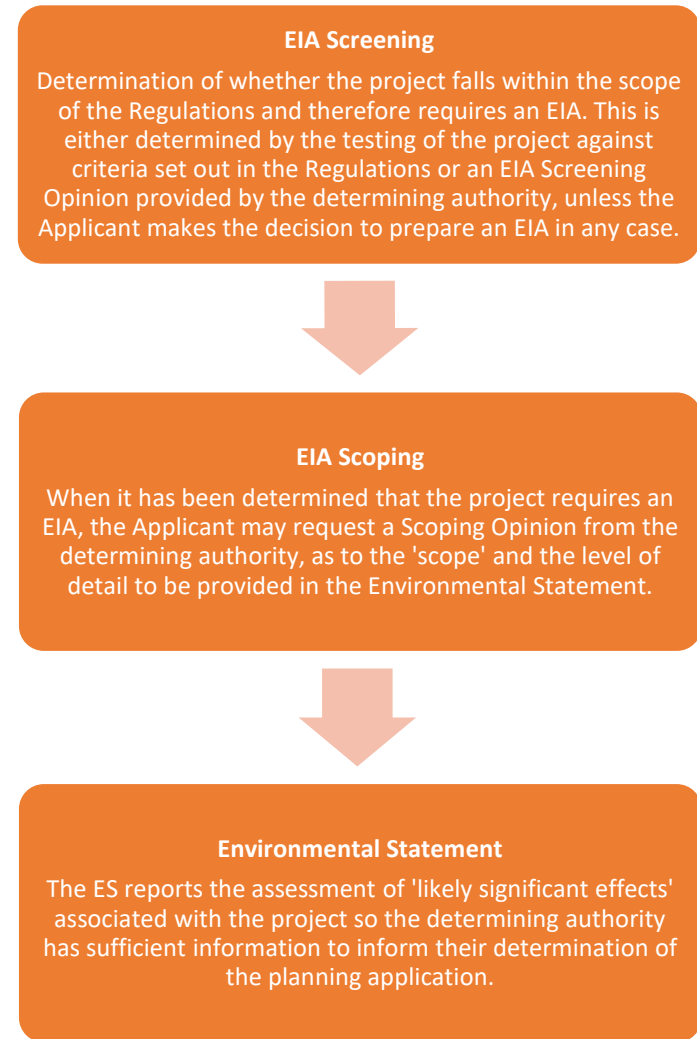 EIA Screening
Determination of whether the project falls within the scope
of the Regulations and therefore requires an EIA. This is
either determined by the testing of the project against
criteria set out in the Regulations or an EIA Screening
Opinion provided by the determining authority, unless the
Applicant makes the decision to prepare an EIA in any case.
EIA Scoping
When it has been determined that the project requires an
EIA, the Applicant may request a Scoping Opinion from the
determining authority, as to the 'scope' and the level of
detail to be provided in the Environmental Statement.
Environmental Statement
The ES reports the assessment of 'likely significant effects'
associated with the project so the determining authority
has sufficient information to inform their determination of
the planning application.